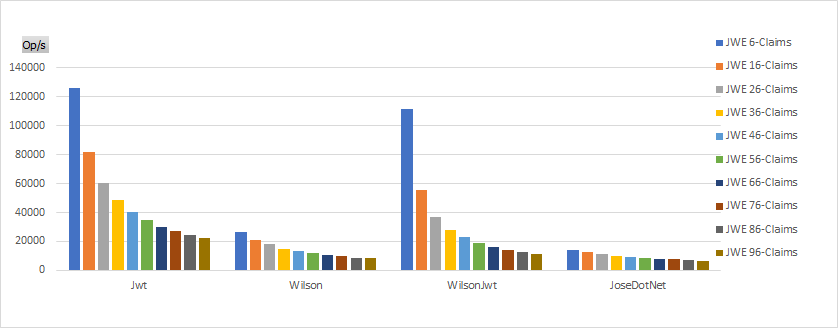 Op/s
140000
120000
100000
80000
60000
40000
20000
0
Jwt
Wilson
WilsonJwt
JoseDotNet
JWE 6-Claims
JWE 16-Claims
JWE 26-Claims
JWE 36-Claims
JWE 46-Claims
JWE 56-Claims
JWE 66-Claims
JWE 76-Claims
JWE 86-Claims
JWE 96-Claims